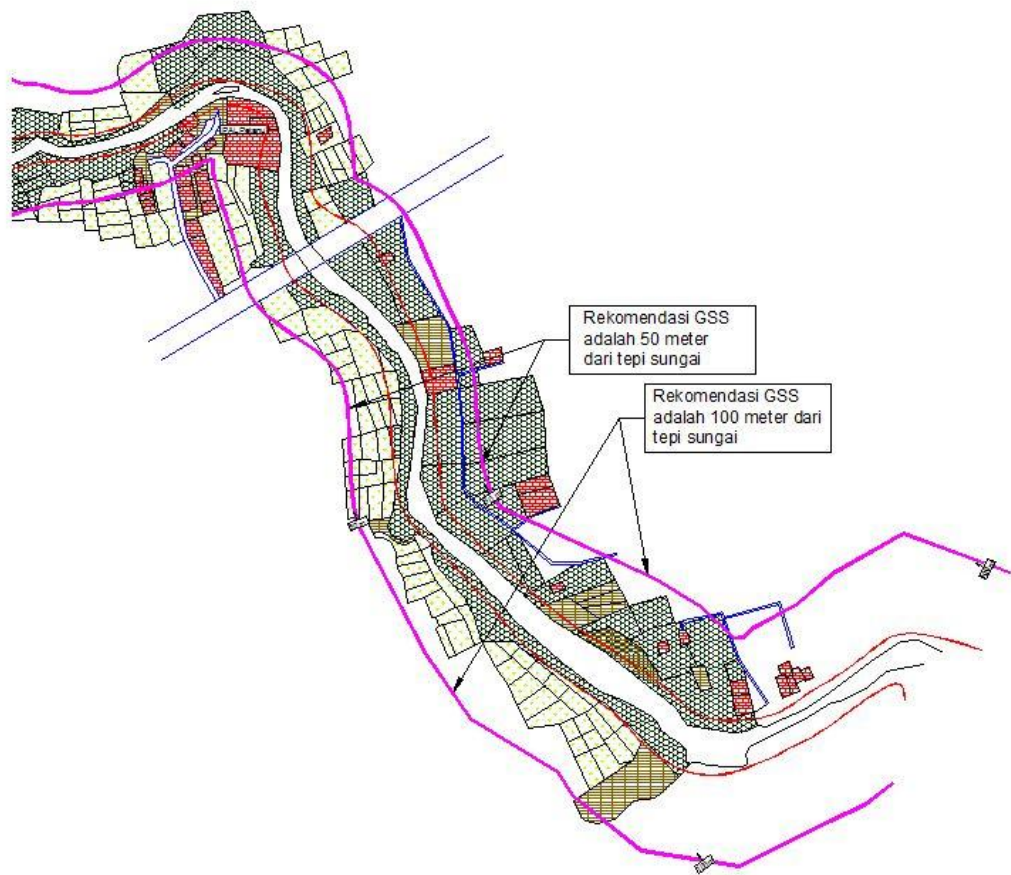 Rekomendasi GSS
adalah 50 meter
dari tepi sungai
Rekomendasi GSS
adalah 100 meter dari
tepi sungai